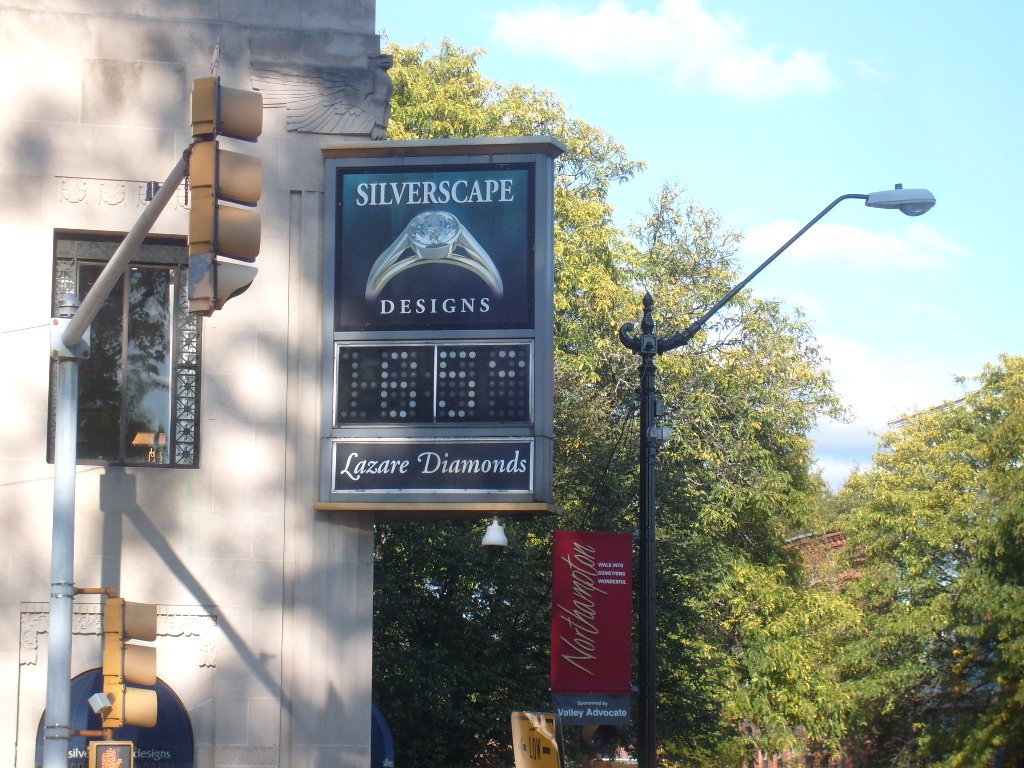 SILVERSCAPE
DESIGNS
Lazare Diamonds
Northampton
WALK INTO
SOMETHING
WONDERFUL
Sponsored by
Valley Advocate
designs